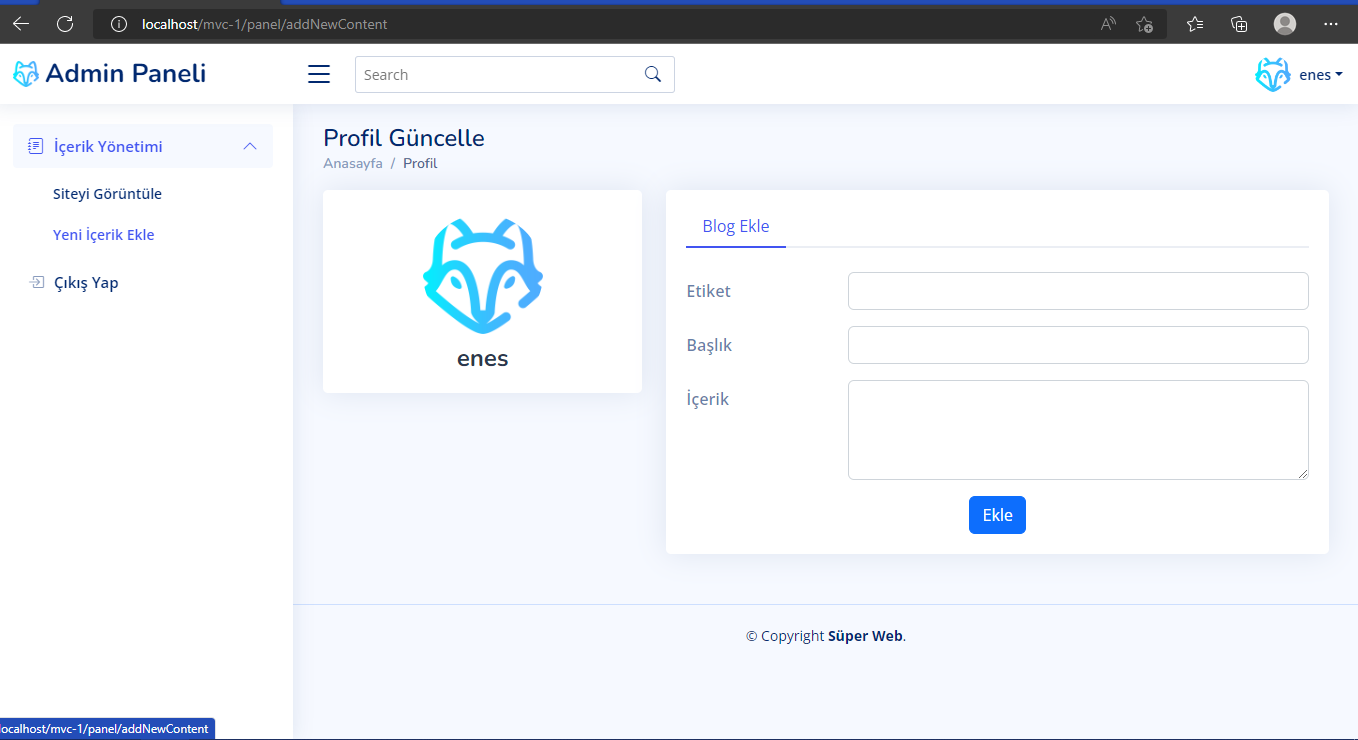 localhost/mvc-1/panel/addNewContent
Admin Paneli
Search
enes
İçerik Yönetimi
Siteyi Görüntüle
Yeni İçerik Ekle
Çıkış Yap
Profil Güncelle
Anasayfa / Profil
enes
Blog Ekle
Etiket
Başlık
İçerik
Ekle
© Copyright Süper Web.
ocalhost/mvc-1/panel/addNewContent